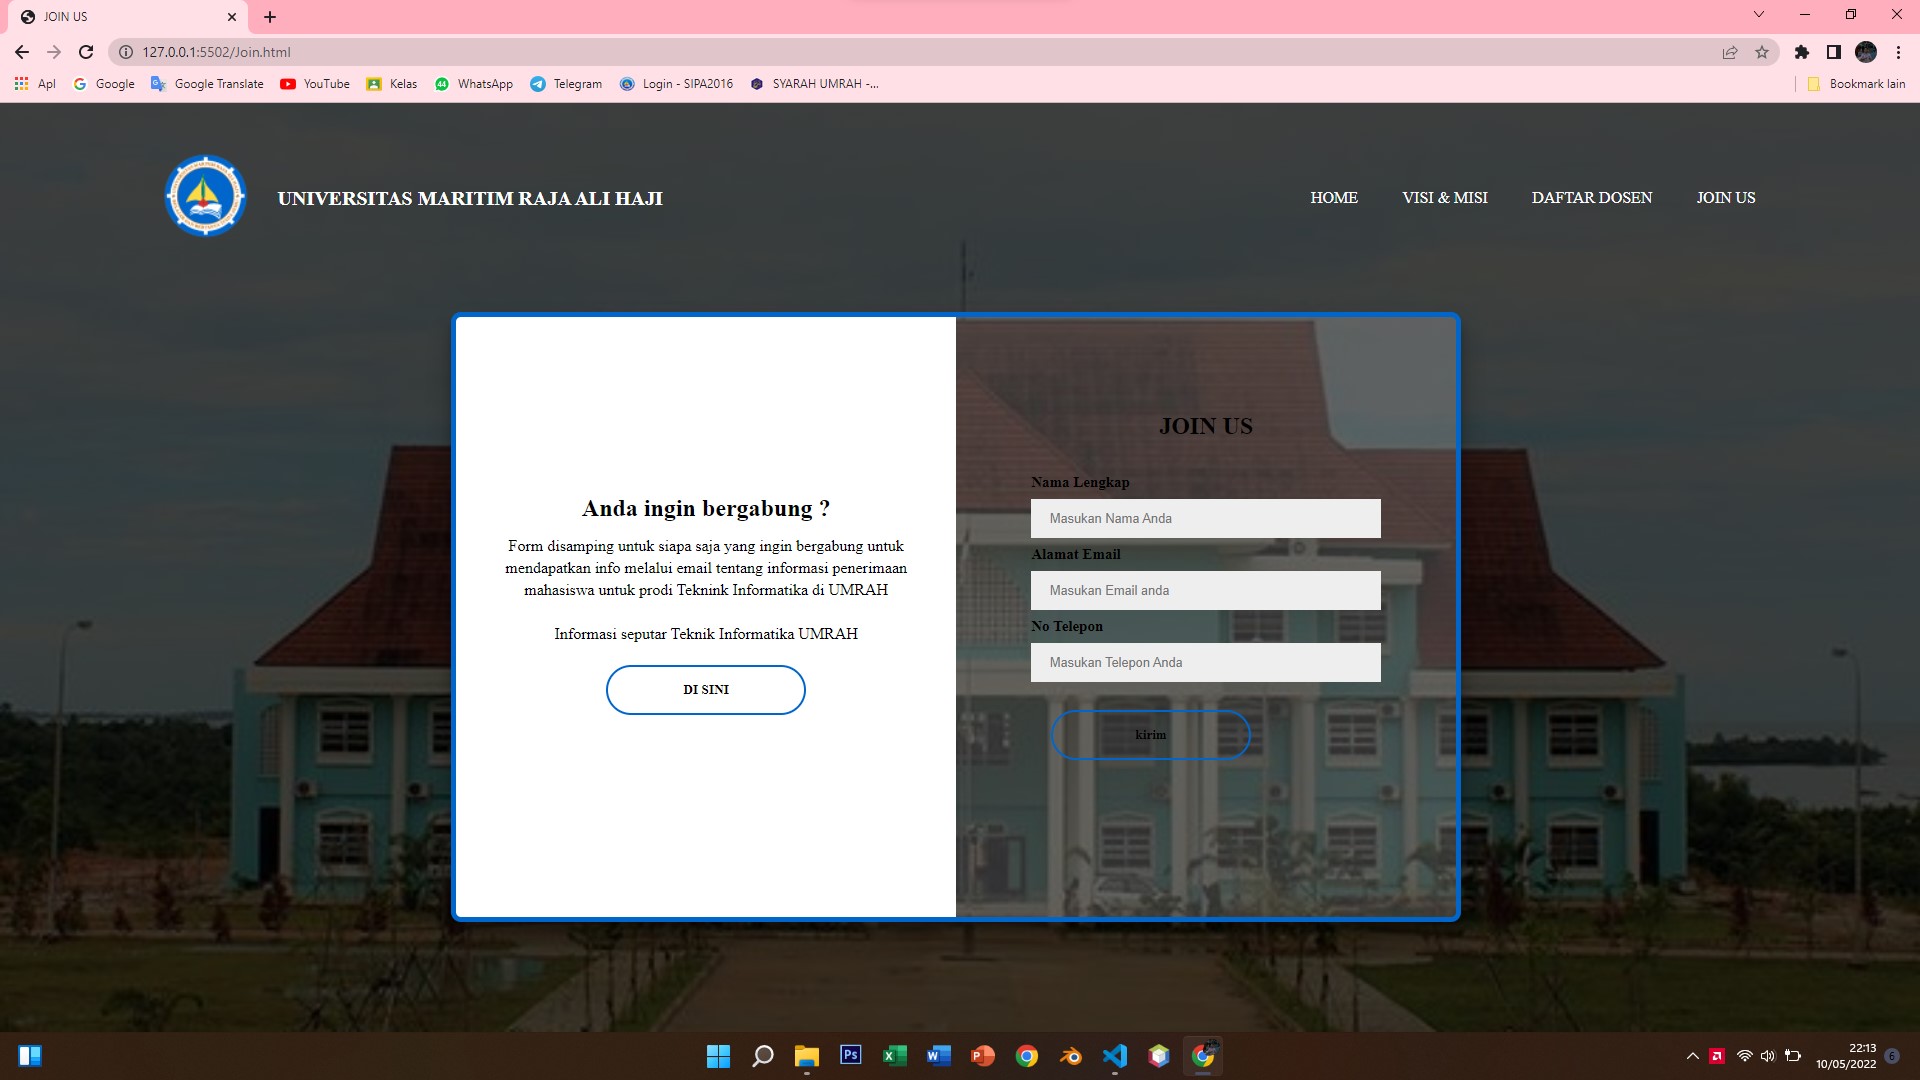 JOIN US
127.0.0.1:5502/Join.html
Apl
Google
Google Translate
YouTube
Kelas
44
WhatsApp
Telegram
Login - SIPA2016
SYARAH UMRAH -...
Bookmark lain
UNIVERSITAS MARITIM RAJA ALI HAJI
HOME
VISI & MISI
DAFTAR DOSEN
JOIN US
Anda ingin bergabung ?
Form disamping untuk siapa saja yang ingin bergabung untuk
mendapatkan info melalui email tentang informasi penerimaan
mahasiswa untuk prodi Teknink Informatika di UMRAH
Informasi seputar Teknik Informatika UMRAH
DI SINI
JOIN US
Nama Lengkap
Masukan Nama Anda
Alamat Email
Masukan Email anda
No Telepon
Masukan Telepon Anda
kirim
Ps
22:13
10/05/2022
6